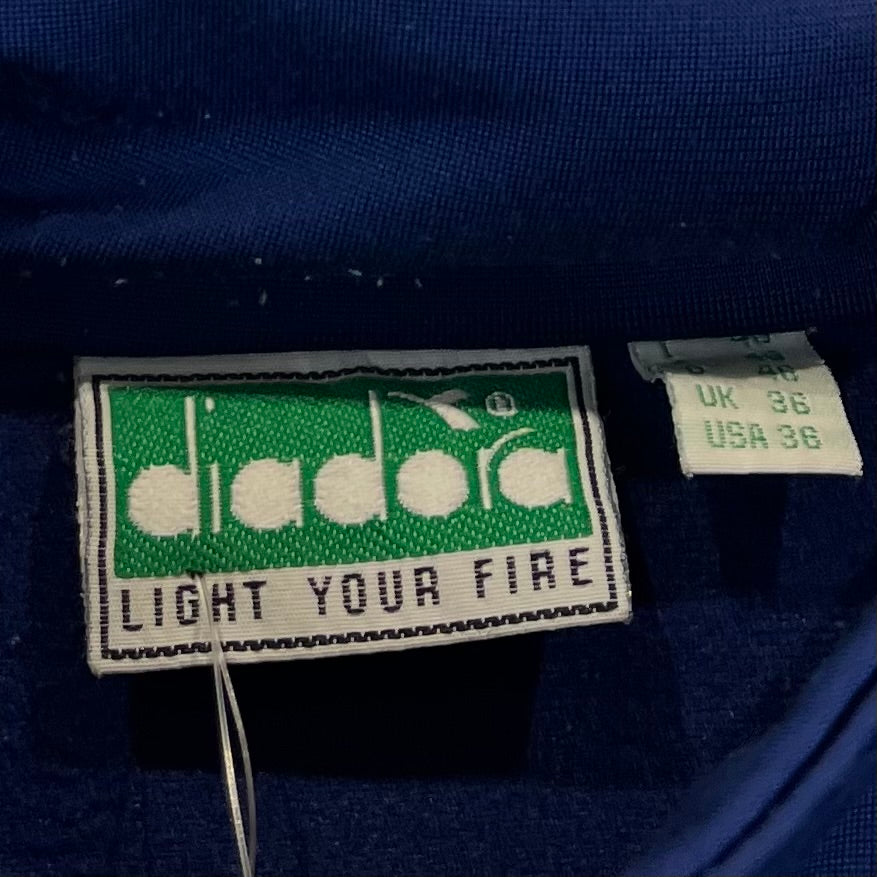 diadora®
LIGHT YOUR FIRE
I
UK 36
USA 36